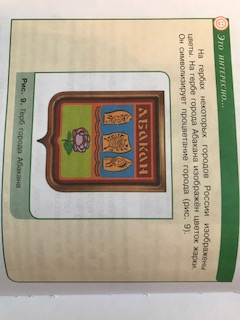 Это интересно...
На гербах некоторых городов России изображены
цветы. На гербе города Абакана изображён цветок жарки.
Он символизирует процветание города (рис. 9).
АБАКАН
Рис. 9. Герб города Абакана